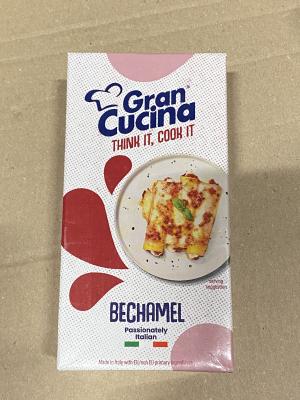 Gran
Cucina
THINK IT, COOK IT
serving
suggestion
BECHAMEL
Passionately
Italian
Made in Italy with EU/non EU primary ingredients